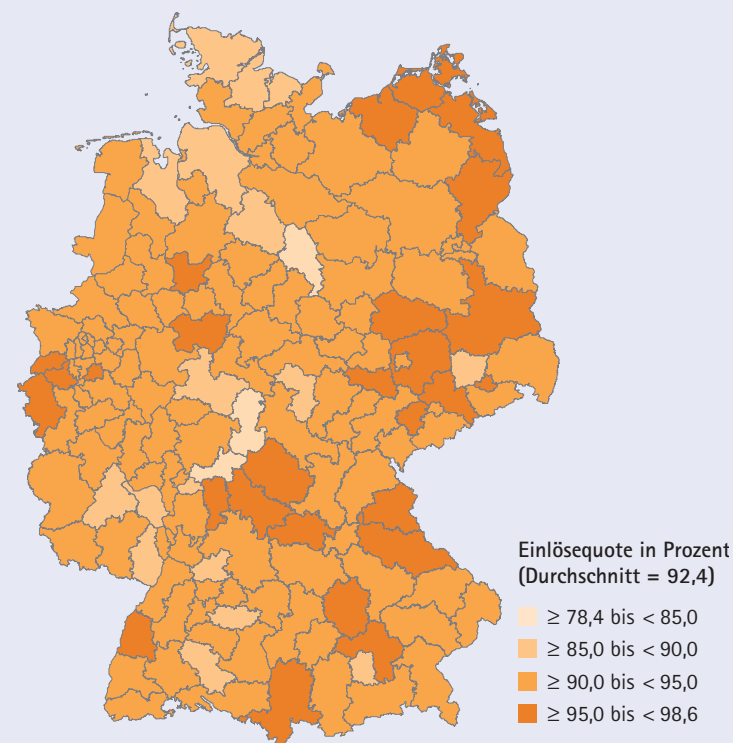 Einlösequote in Prozent
(Durchschnitt = 92,4)
≥ 78,4 bis < 85,0
≥ 85,0 bis < 90,0
≥ 90,0 bis < 95,0
≥ 95,0 bis < 98,6